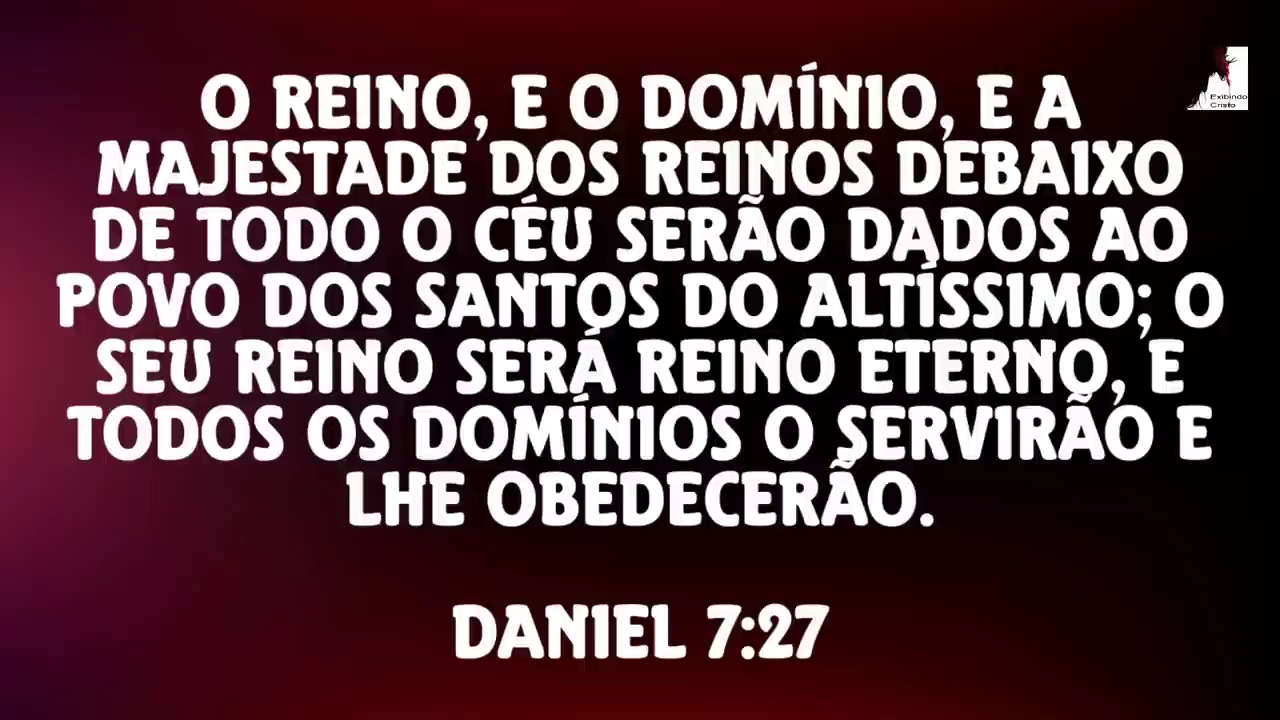 O REINO, E O DOMÍNIO, E A
MAJESTADE DOS REINOS DEBAIXO
DE TODO O CÉU SERÃO DADOS AO
POVO DOS SANTOS DO ALTÍSSIMO; O
SEU REINO SERÁ REINO ETERNO, E
TODOS OS DOMÍNIOS O SERVIRÃO E
LHE OBEDECERÃO.
DANIEL 7:27
Exibindo
Cristo